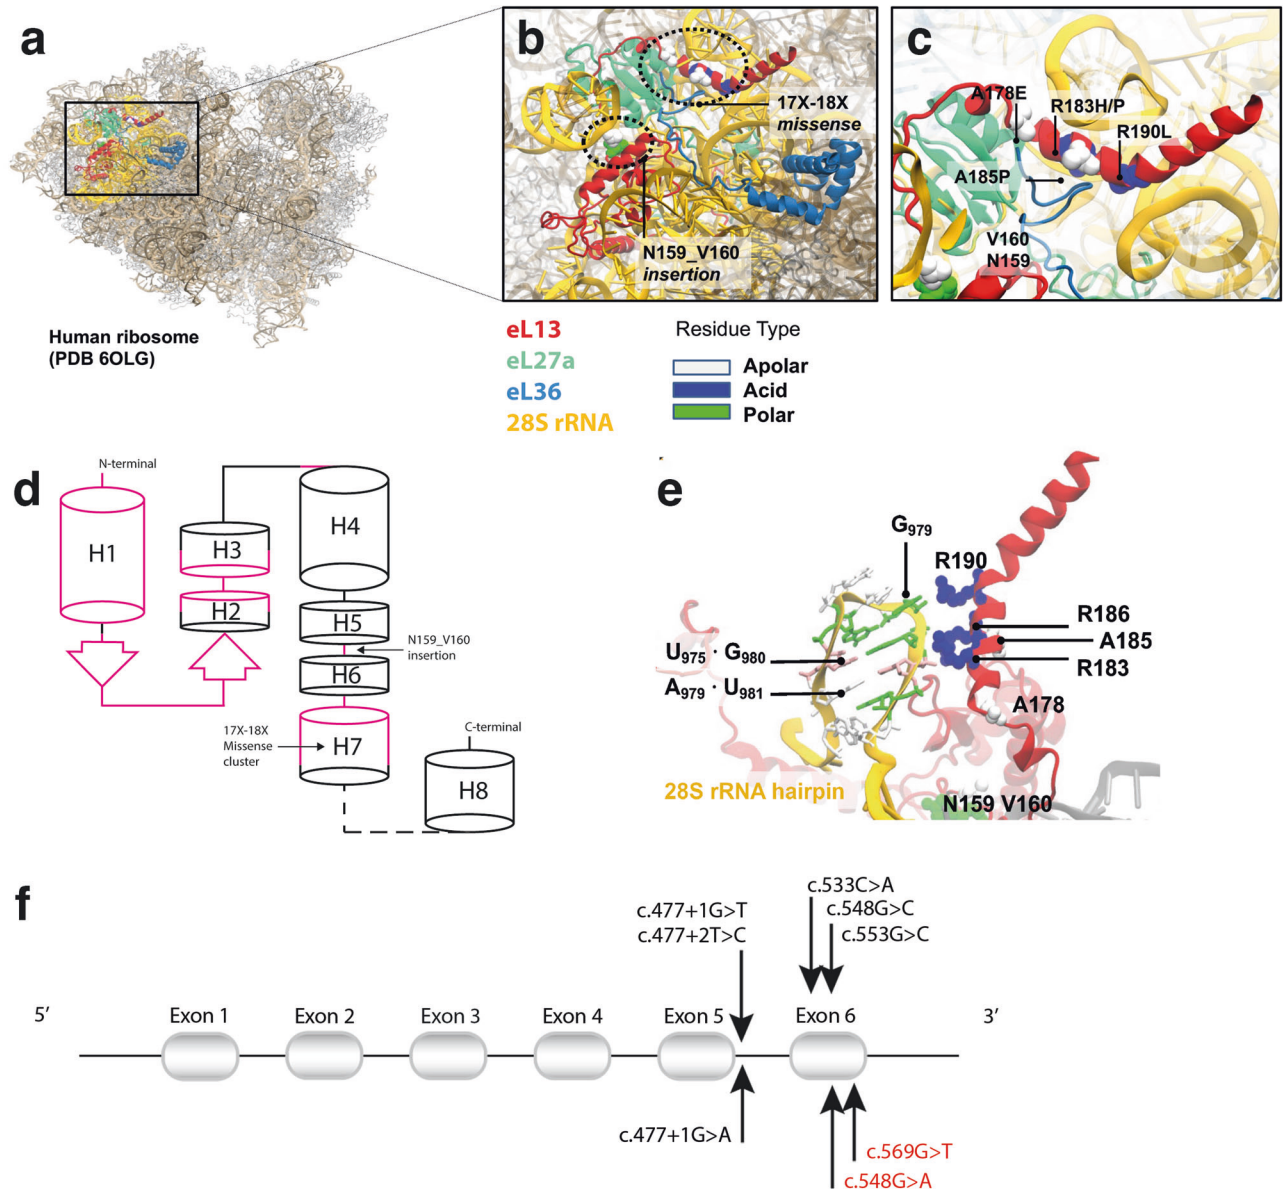 a
Human ribosome
(PDB 6OLG)
b
17X-18X
missense
N159_V160
insertion
c
A178E
R183H/P
R190L
A185P
V160
N159
eL13
eL27a
eL36
28S rRNA
Residue Type
Apolar
Acid
Polar
d
N-terminal
H1
H3
H2
H4
H5
N159_V160
insertion
H6
17X-18X
Missense
cluster
H7
C-terminal
H8
e
G979
R190
R186
U975 · G980
A185
A979 · U981
R183
A178
28S rRNA hairpin
N159 V160
f
c.533C>A
c.477+1G>T
c.548G>C
c.477+2T>C
c.553G>C
5’
Exon 1
Exon 2
Exon 3
Exon 4
Exon 5
Exon 6
3’
c.477+1G>A
c.569G>T
c.548G>A